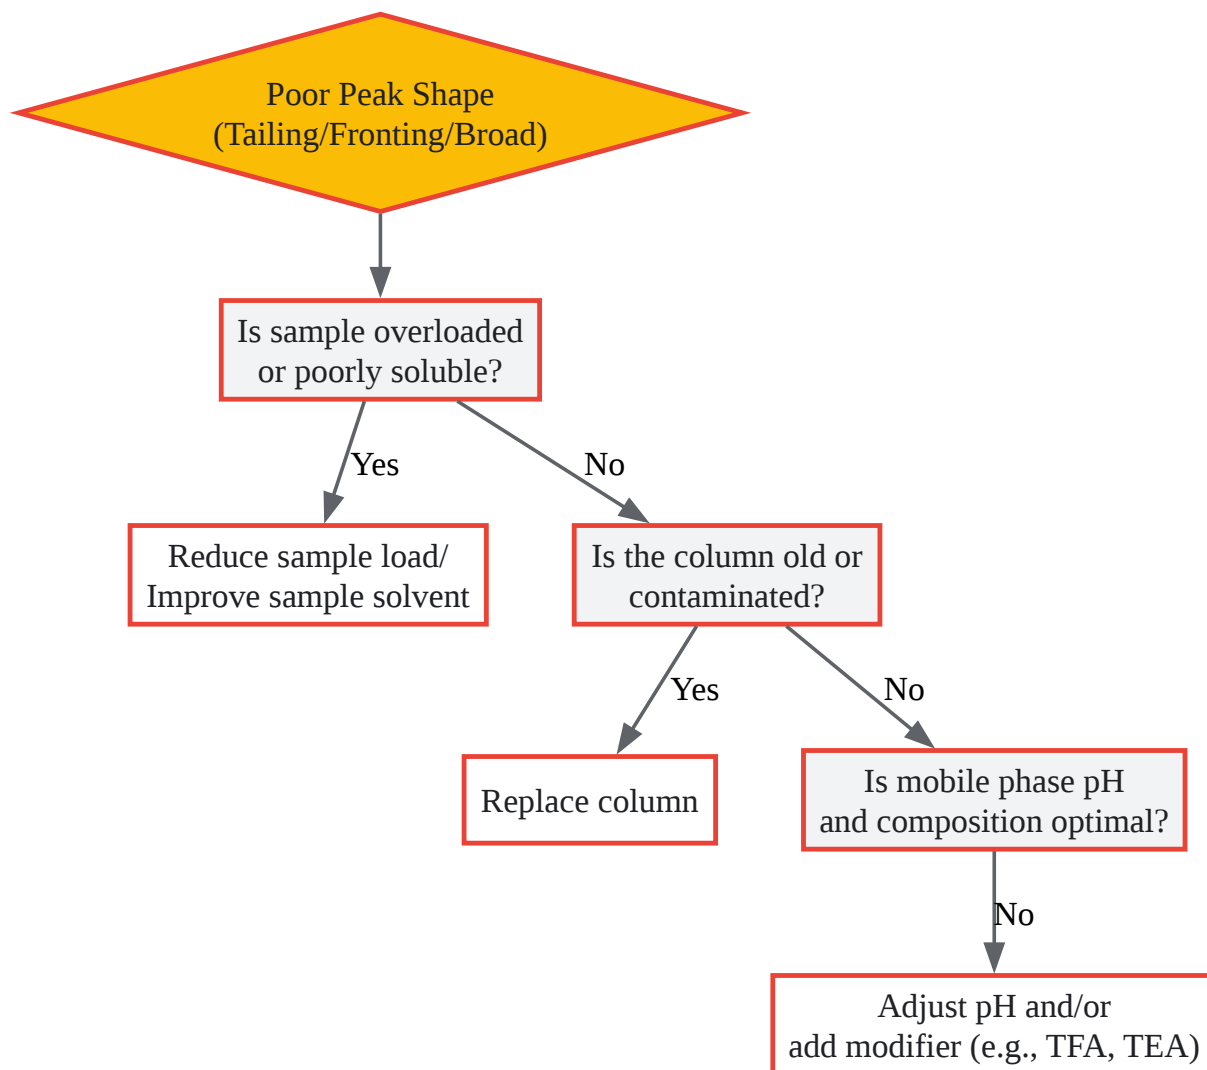 Poor Peak Shape
(Tailing/Fronting/Broad)
Is sample overloaded
or poorly soluble?
Yes
No
Reduce sample load/
Improve sample solvent
Is the column old or
contaminated?
Yes
No
Replace column
Is mobile phase pH
and composition optimal?
No
Adjust pH and/or
add modifier (e.g., TFA, TEA)